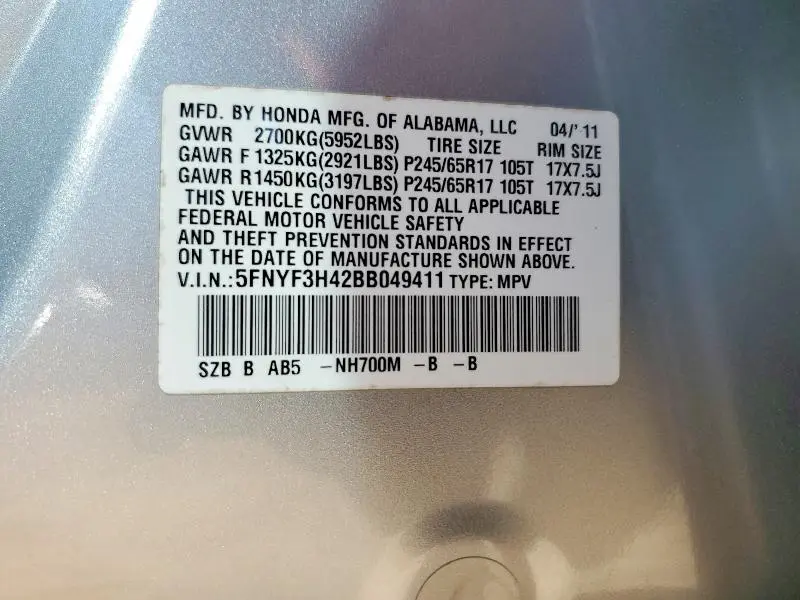 MFD. BY HONDA MFG. OF ALABAMA, LLC 04/'11
GVWR 2700KG(5952LBS) TIRE SIZE RIM SIZE
GAWR F 1325KG(2921LBS) P245/65R17 105T 17X7.5J
GAWR R 1450KG(3197LBS) P245/65R17 105T 17X7.5J
THIS VEHICLE CONFORMS TO ALL APPLICABLE
FEDERAL MOTOR VEHICLE SAFETY
AND THEFT PREVENTION STANDARDS IN EFFECT
ON THE DATE OF MANUFACTURE SHOWN ABOVE.
V.I.N.:5FNYF3H42BB049411 TYPE: MPV
SZB B AB5 -NH700M -B -B